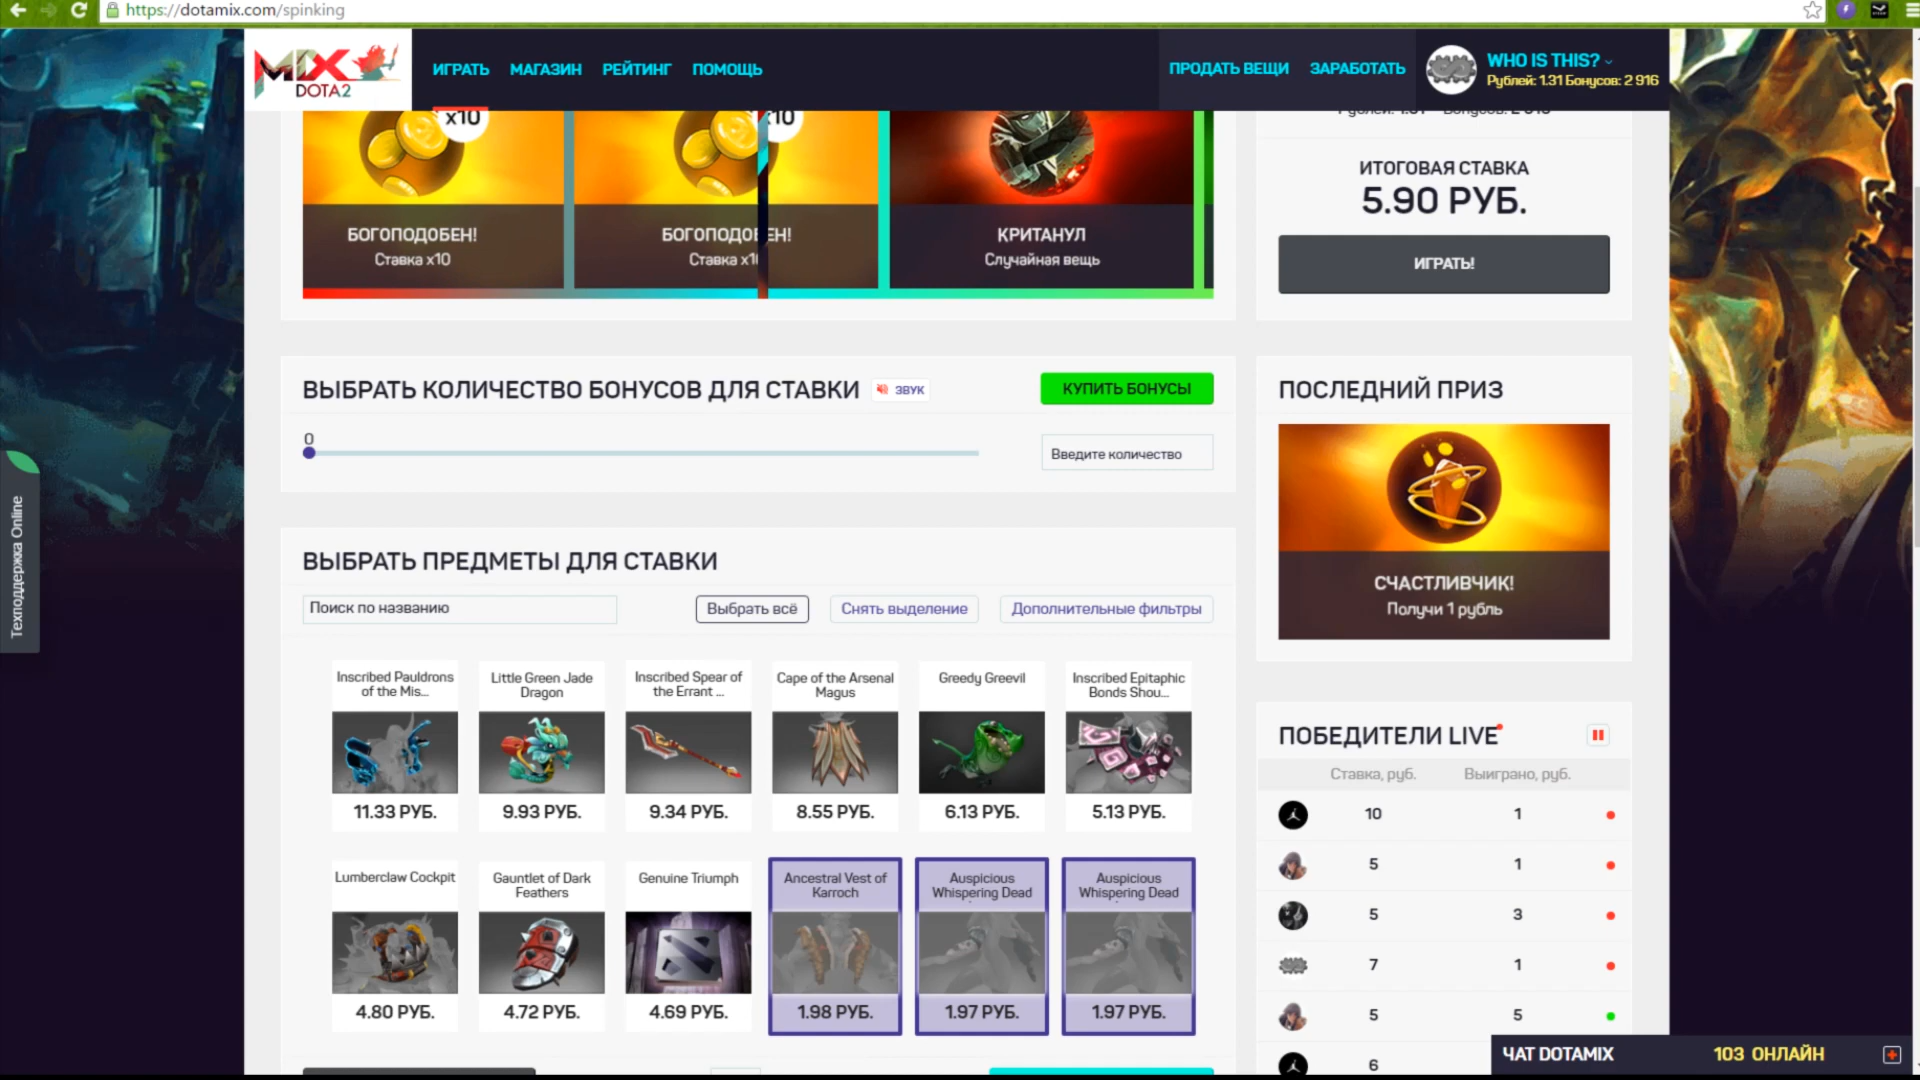 https://dotamix.com/spinking
MIX
DOTA2
ИГРАТЬ
МАГАЗИН
РЕЙТИНГ
ПОМОЩЬ
ПРОДАТЬ ВЕЩИ
ЗАРАБОТАТЬ
WHO IS THIS?
Рублей: 1.31 Бонусов: 2 916
x10
БОГОПОДОБЕН!
Ставка x10
БОГОПОДОБЕН!
КРИТАНУЛ
Случайная вещь
ИТОГОВАЯ СТАВКА
5.90 РУБ.
ИГРАТЬ!
ВЫБРАТЬ КОЛИЧЕСТВО БОНУСОВ ДЛЯ СТАВКИ
ЗВУК
КУПИТЬ БОНУСЫ
0
Введите количество
ПОСЛЕДНИЙ ПРИЗ
СЧАСТЛИВЧИК!
Получи 1 рубль
Техподдержка Online
ВЫБРАТЬ ПРЕДМЕТЫ ДЛЯ СТАВКИ
Поиск по названию
Выбрать всё
Снять выделение
Дополнительные фильтры
Inscribed Pauldrons
of the Mis...
11.33 РУБ.
Little Green Jade
Dragon
9.93 РУБ.
Inscribed Spear of
the Errant ...
9.34 РУБ.
Cape of the Arsenal
Magus
8.55 РУБ.
Greedy Greevil
6.13 РУБ.
Inscribed Epitaphic
Bonds Shou...
5.13 РУБ.
Lumberclaw Cockpit
4.80 РУБ.
Gauntlet of Dark
Feathers
4.72 РУБ.
Genuine Triumph
4.69 РУБ.
Ancestral Vest of
Karroch
1.98 РУБ.
Auspicious
Whispering Dead
1.97 РУБ.
Auspicious
Whispering Dead
1.97 РУБ.
ПОБЕДИТЕЛИ LIVE
Ставка, руб. Выиграно, руб.
10 1
5 1
5 3
7 1
5 5
6
ЧАТ DOTAMIX
103 ОНЛАЙН